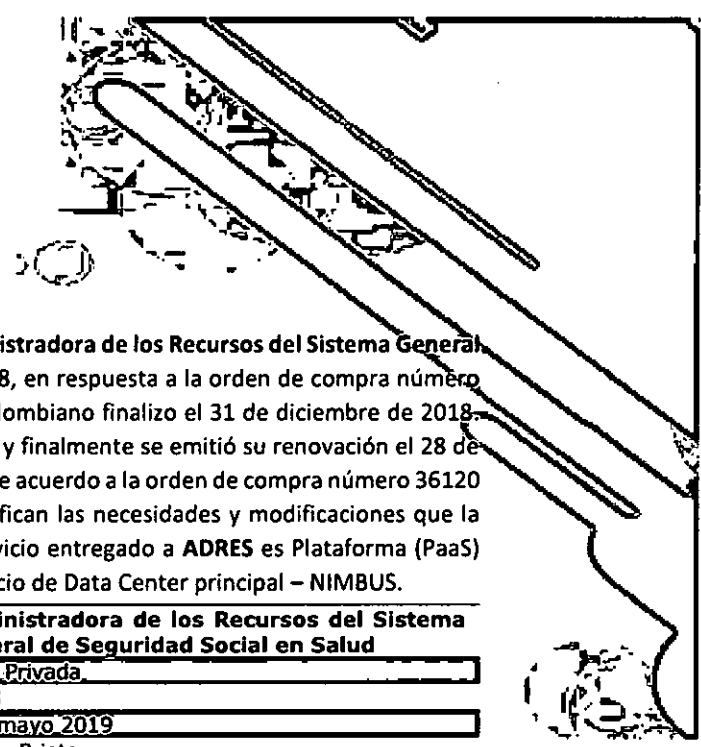 istradora de los Recursos del Sistema General
8, en respuesta a la orden de compra número
lombiano finalizo el 31 de diciembre de 2018.
y finalmente se emitió su renovación el 28 de
e acuerdo a la orden de compra número 36120
fican las necesidades y modificaciones que la
vicio entregado a ADRES es Plataforma (PaaS)
cio de Data Center principal – NIMBUS.
ministradora de los Recursos del Sistema
eral de Seguridad Social en Salud
Privada
mayo 2019